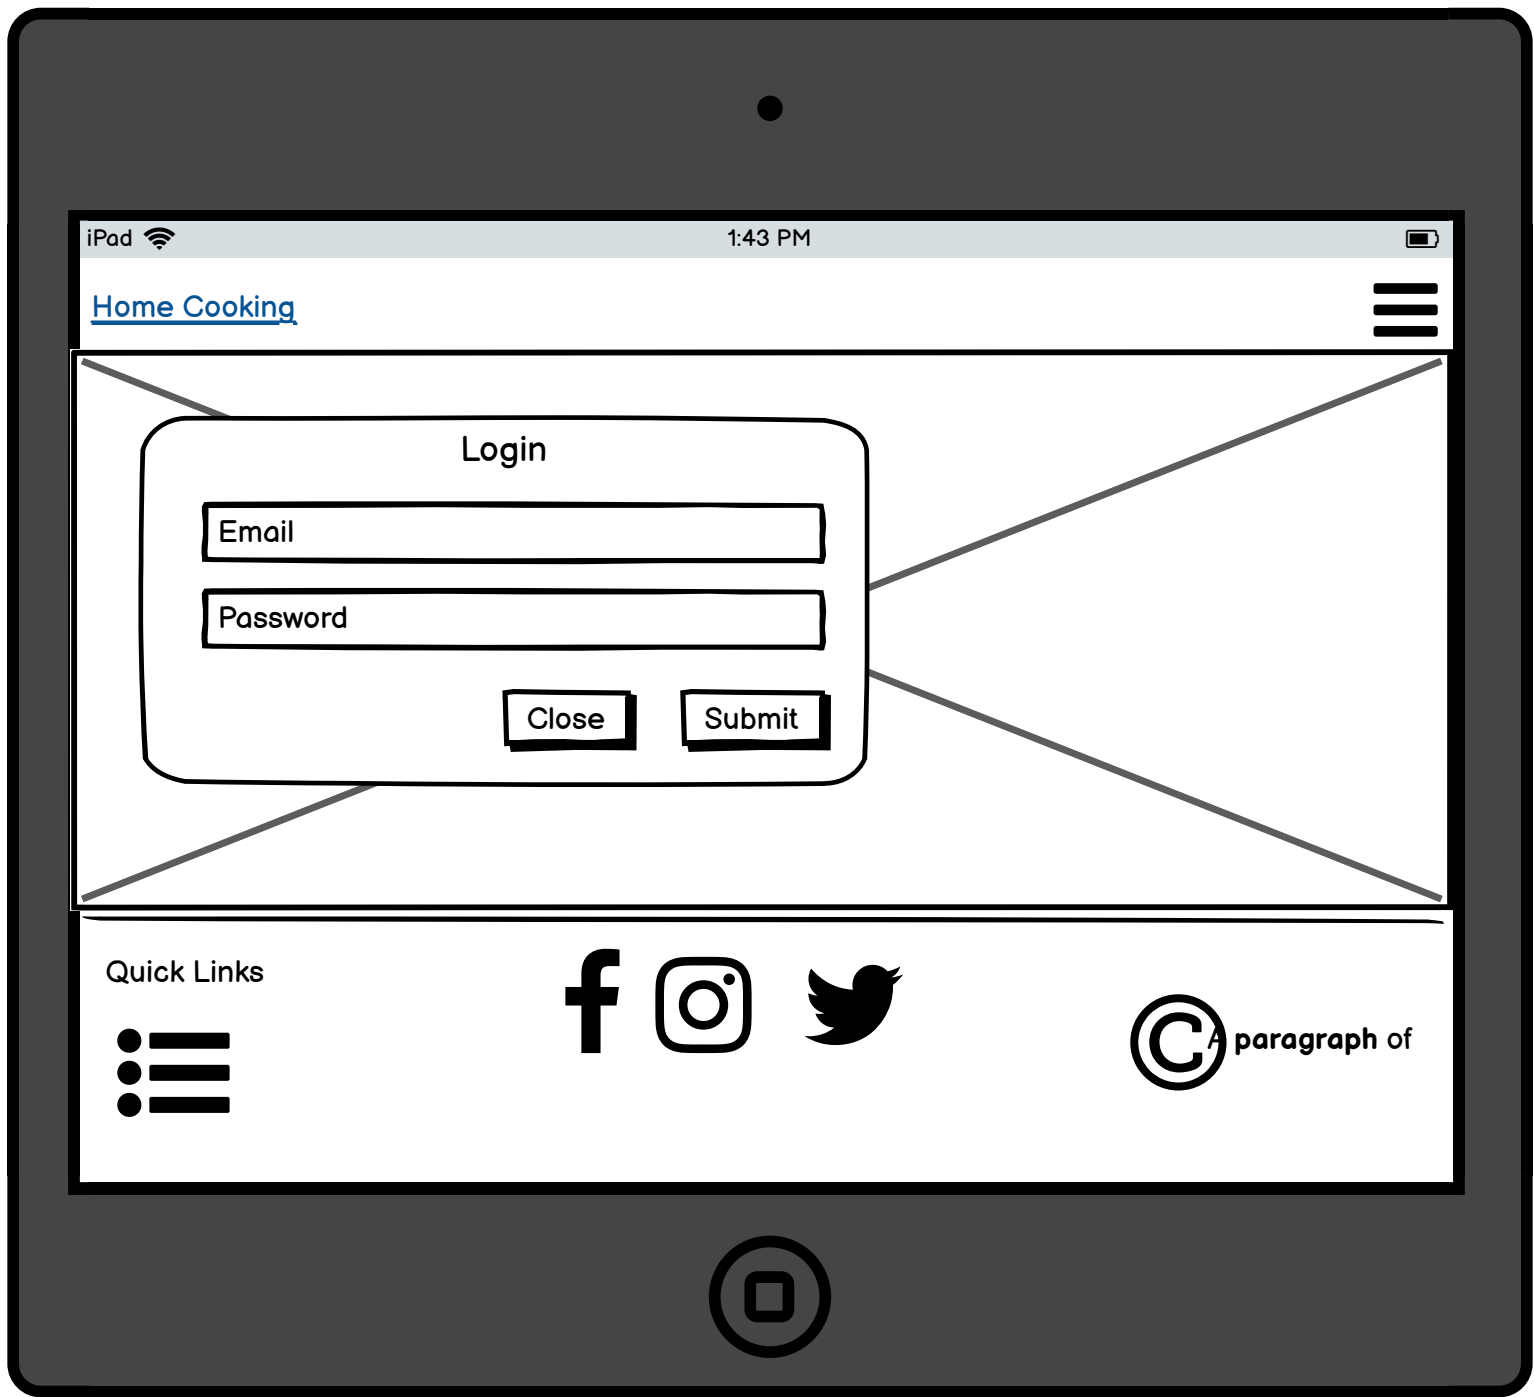 iPad 1:43 PM
Home Cooking
Login
Email
Password
Close Submit
Quick Links
© A paragraph of